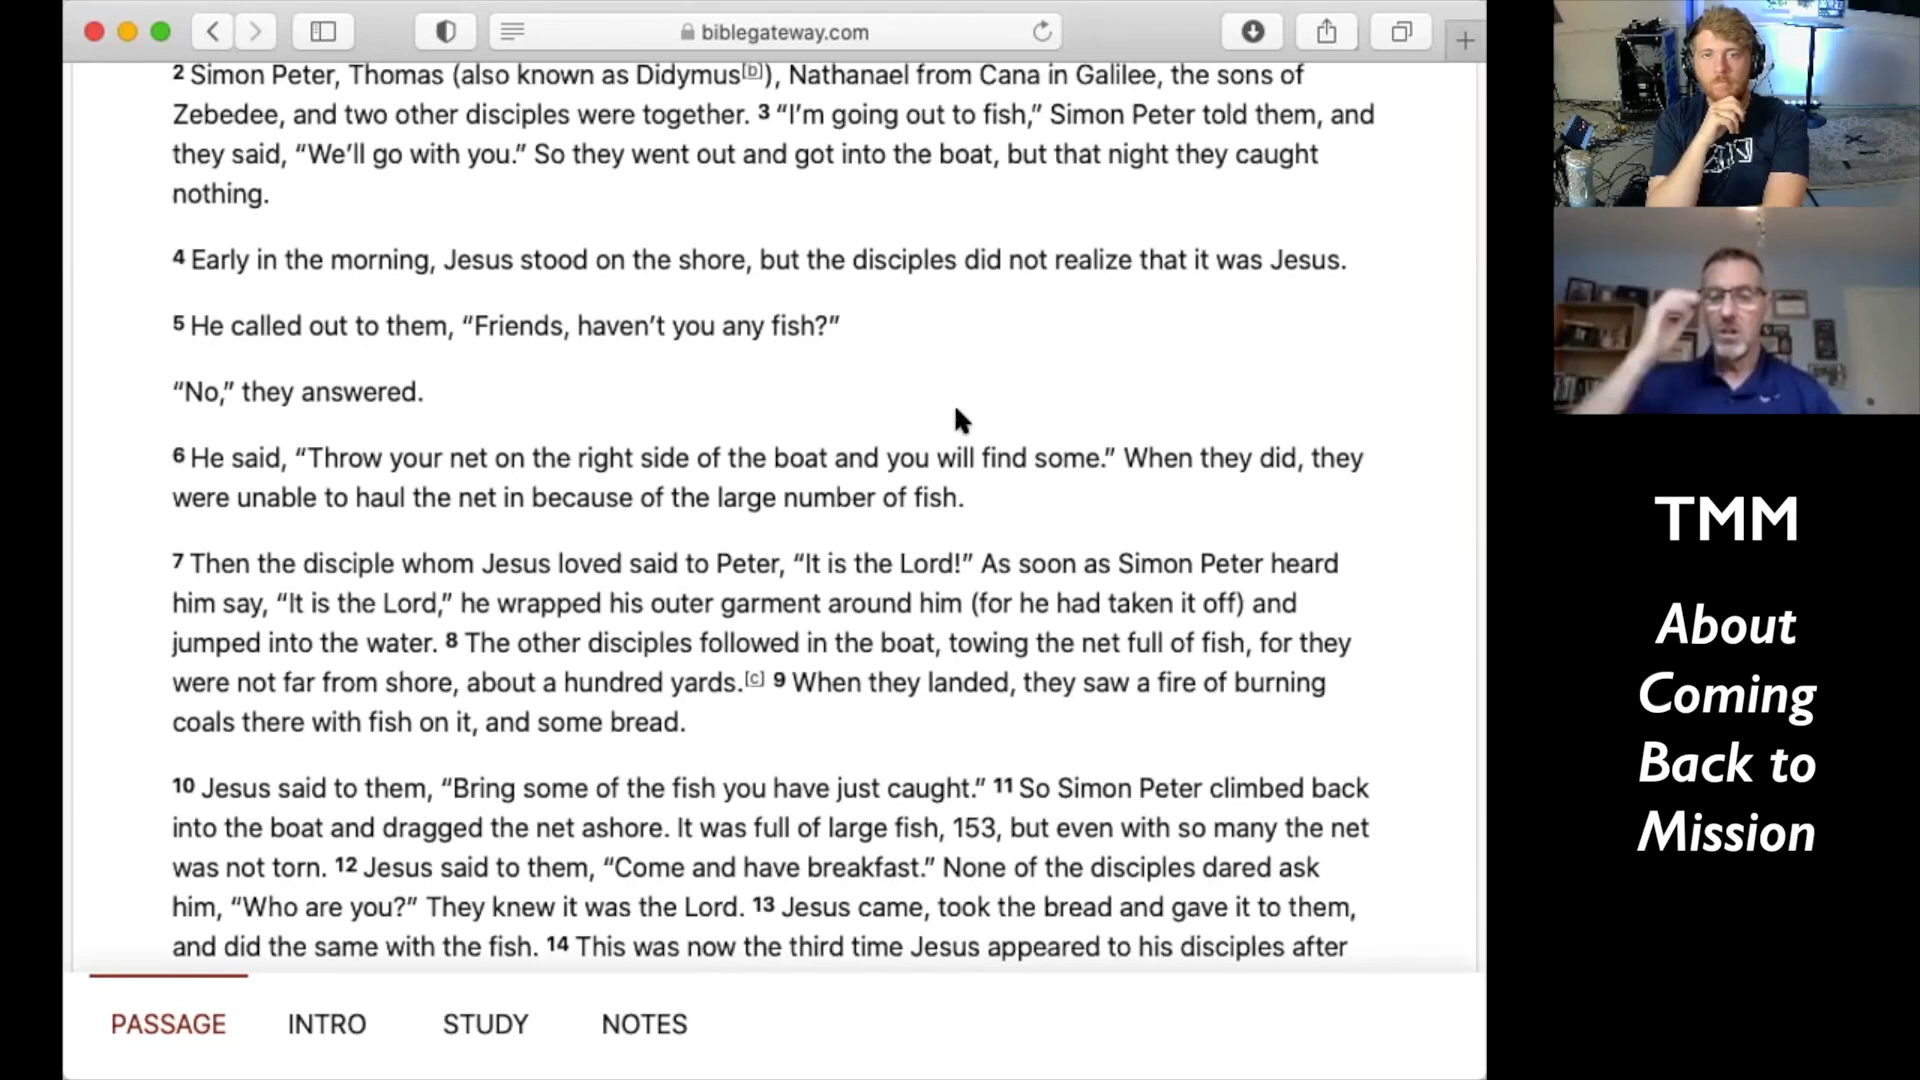 biblegateway.com
2 Simon Peter, Thomas (also known as Didymus[b]), Nathanael from Cana in Galilee, the sons of
Zebedee, and two other disciples were together. 3 “I’m going out to fish,” Simon Peter told them, and
they said, “We’ll go with you.” So they went out and got into the boat, but that night they caught
nothing.
4 Early in the morning, Jesus stood on the shore, but the disciples did not realize that it was Jesus.
5 He called out to them, “Friends, haven’t you any fish?”
“No,” they answered.
6 He said, “Throw your net on the right side of the boat and you will find some.” When they did, they
were unable to haul the net in because of the large number of fish.
7 Then the disciple whom Jesus loved said to Peter, “It is the Lord!” As soon as Simon Peter heard
him say, “It is the Lord,” he wrapped his outer garment around him (for he had taken it off) and
jumped into the water. 8 The other disciples followed in the boat, towing the net full of fish, for they
were not far from shore, about a hundred yards.[c] 9 When they landed, they saw a fire of burning
coals there with fish on it, and some bread.
10 Jesus said to them, “Bring some of the fish you have just caught.” 11 So Simon Peter climbed back
into the boat and dragged the net ashore. It was full of large fish, 153, but even with so many the net
was not torn. 12 Jesus said to them, “Come and have breakfast.” None of the disciples dared ask
him, “Who are you?” They knew it was the Lord. 13 Jesus came, took the bread and gave it to them,
and did the same with the fish. 14 This was now the third time Jesus appeared to his disciples after
PASSAGE INTRO STUDY NOTES
TMM
About
Coming
Back to
Mission